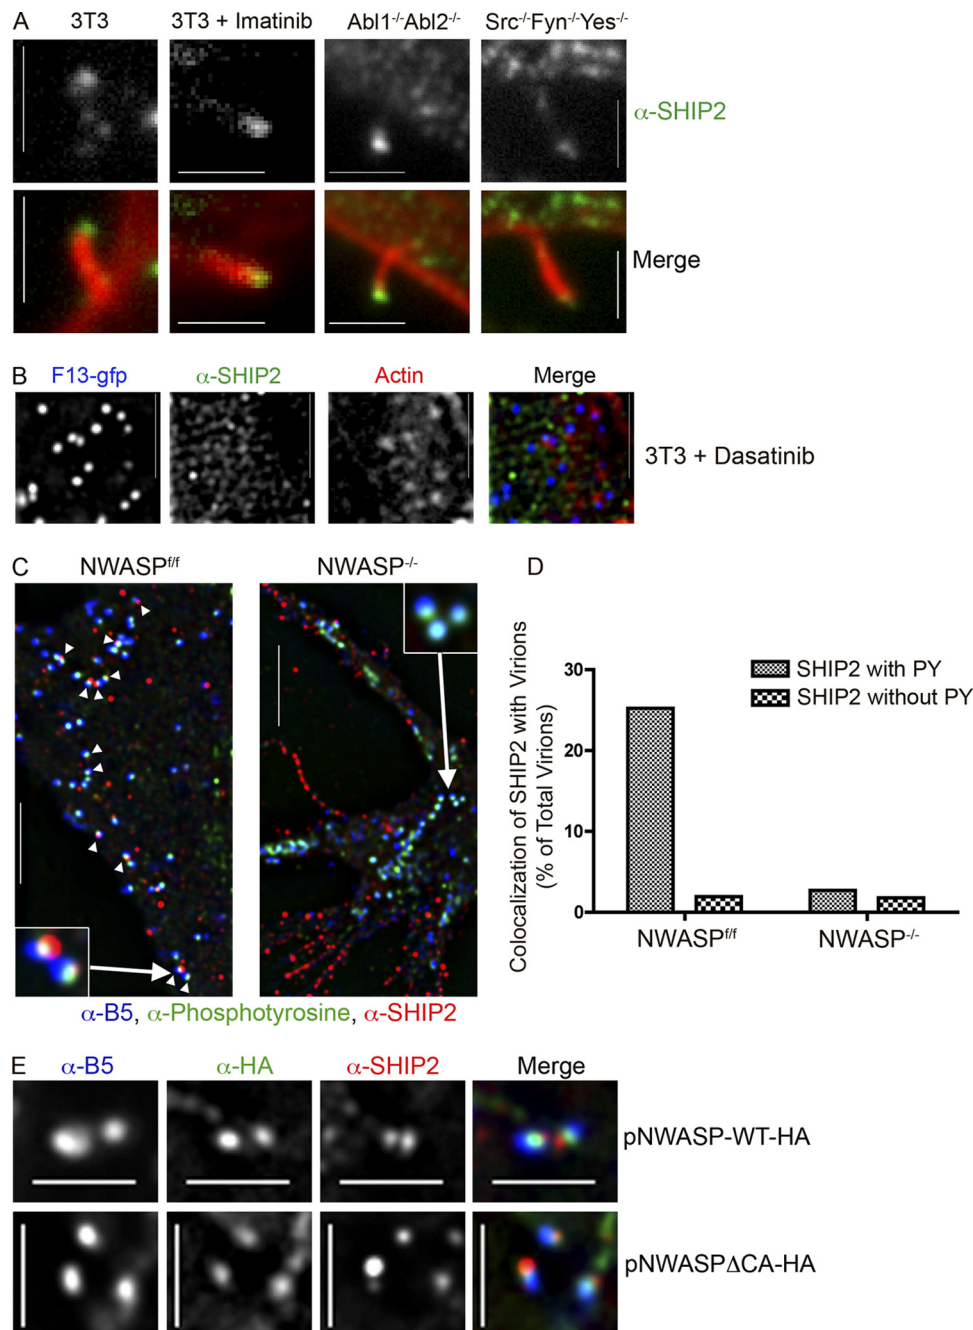 A
3T3
3T3 + Imatinib
Abl1⁻/⁻Abl2⁻/⁻
Src⁻/⁻Fyn⁻/⁻Yes⁻/⁻
α-SHIP2
Merge
B
F13-gfp
α-SHIP2
Actin
Merge
3T3 + Dasatinib
C
NWASPᶠ/ᶠ
NWASP⁻/⁻
α-B5, α-Phosphotyrosine, α-SHIP2
D
Colocalization of SHIP2 with Virions
(% of Total Virions)
30
20
10
0
SHIP2 with PY
SHIP2 without PY
NWASPᶠ/ᶠ
NWASP⁻/⁻
E
α-B5
α-HA
α-SHIP2
Merge
pNWASP-WT-HA
pNWASPΔCA-HA